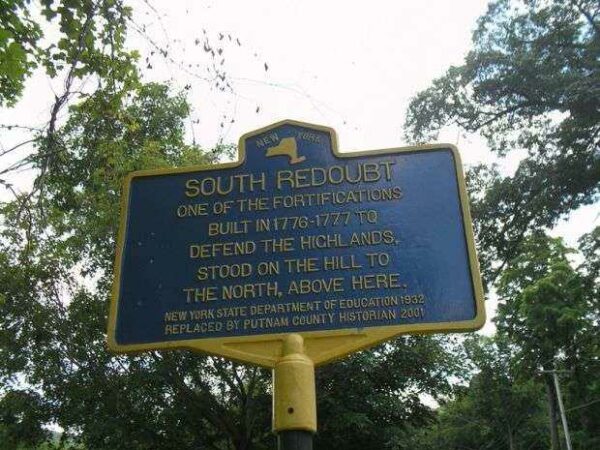 NEW YORK
SOUTH REDOUBT
ONE OF THE FORTIFICATIONS
BUILT IN 1776-1777 TO
DEFEND THE HIGHLANDS,
STOOD ON THE HILL TO
THE NORTH, ABOVE HERE.
NEW YORK STATE DEPARTMENT OF EDUCATION 1932
REPLACED BY PUTNAM COUNTY HISTORIAN 2001